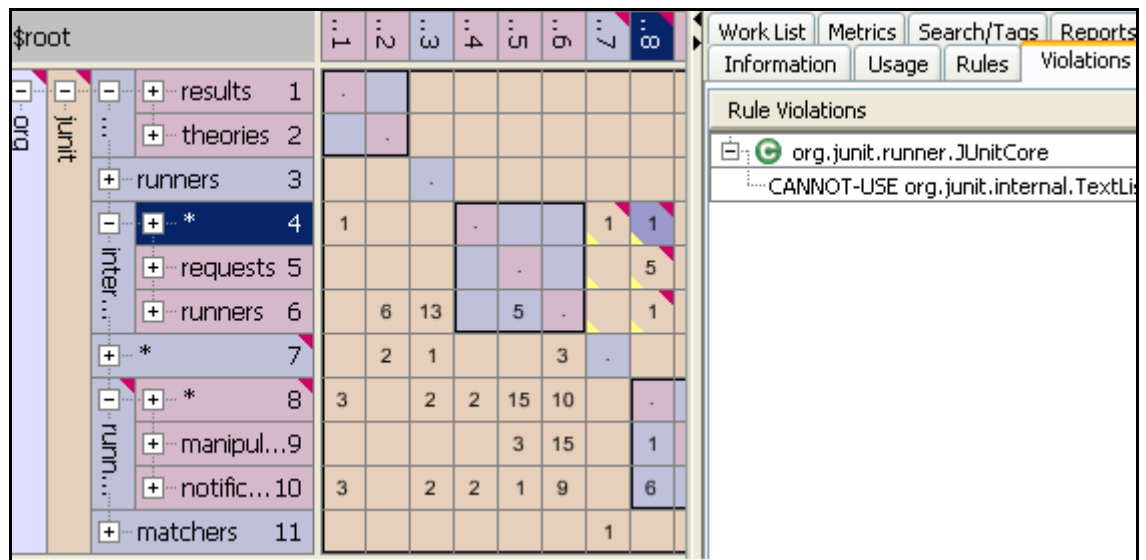 $root
..1 ..2 ..3 ..4 ..5 ..6 ..7 ..8
org
junit
... + results 1 .
+ theories 2 .
+ runners 3 .
inter...
+ * 4 1 . 1 1
+ requests 5 . 5
+ runners 6 6 13 5 . 1
+ * 7 2 1 3 .
runn...
+ * 8 3 2 2 15 10 .
+ manipul... 9 3 15 1
+ notific... 10 3 2 2 1 9 6
+ matchers 11 1
Work List Metrics Search/Tags Reports
Information Usage Rules Violations
Rule Violations
C org.junit.runner.JUnitCore
CANNOT-USE org.junit.internal.TextLis